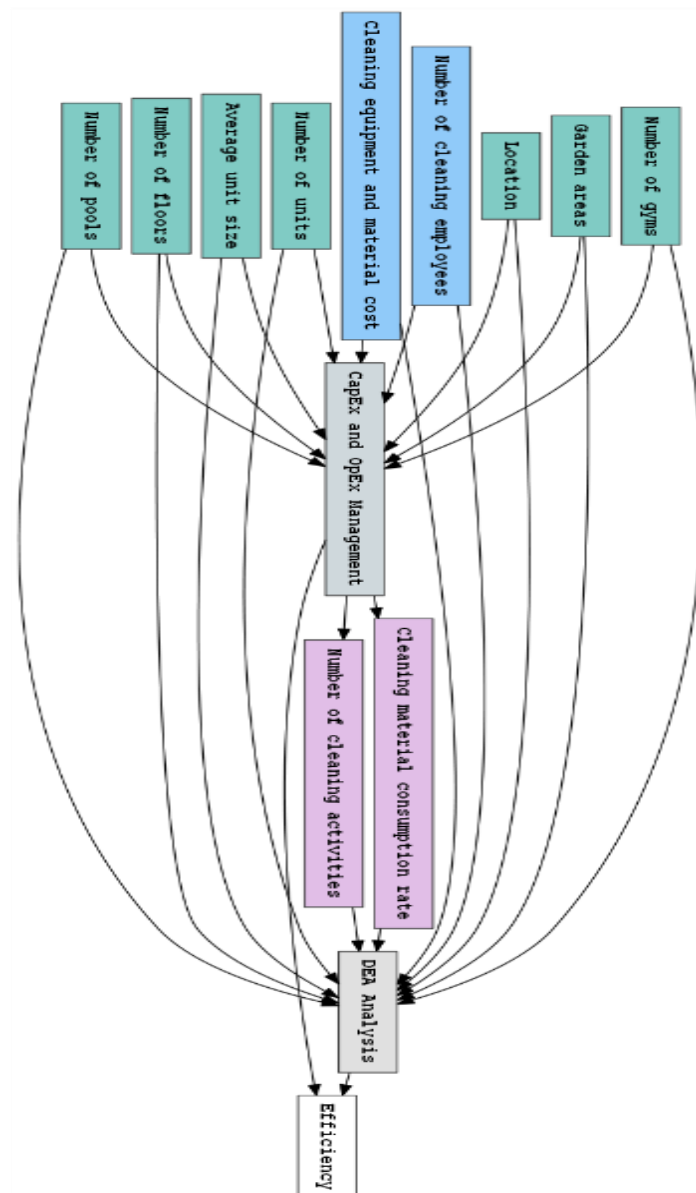 Number of gyms
Garden areas
Location
Number of cleaning employees
Cleaning equipment and material cost
Number of units
Average unit size
Number of floors
Number of pools
CapEx and OpEx Management
Cleaning material consumption rate
Number of cleaning activities
DEA Analysis
Efficiency